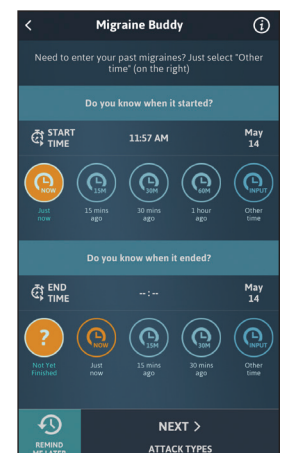 Migraine Buddy
Need to enter your past migraines? Just select "Other
time" (on the right)
Do you know when it started?
START
TIME
11:57 AM
May
14
NOW
15M
30M
60M
INPUT
Just
now
15 mins
ago
30 mins
ago
1 hour
ago
Other
time
Do you know when it ended?
END
TIME
--:--
May
14
?
NOW
15M
30M
INPUT
Not Yet
Finished
Just
now
15 mins
ago
30 mins
ago
Other
time
REMIND
ME LATER
NEXT >
ATTACK TYPES